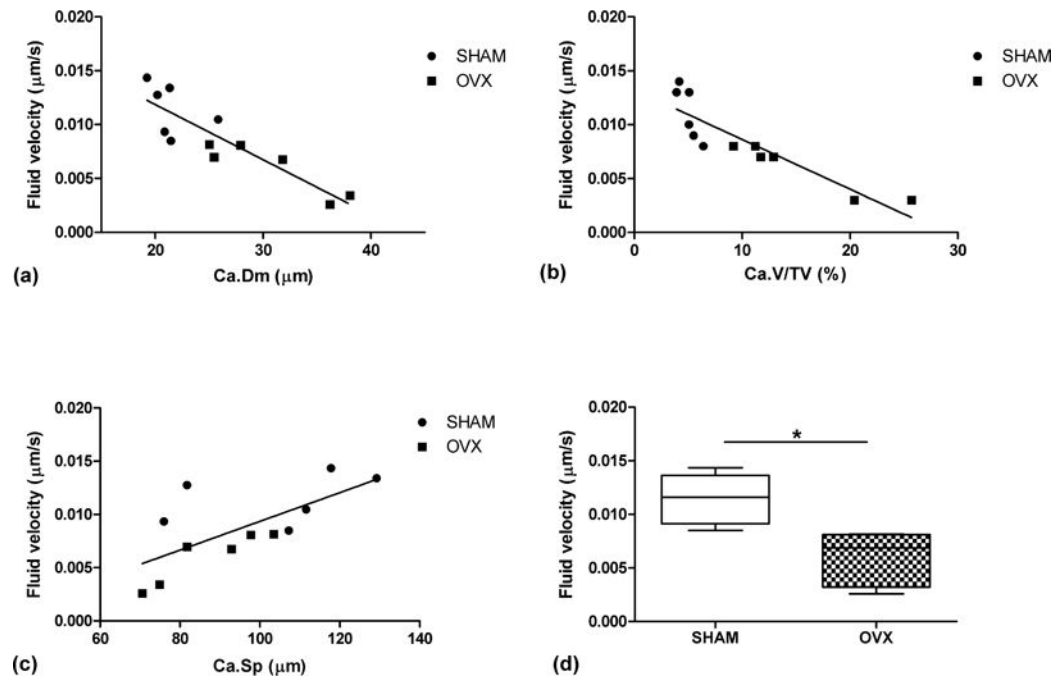 0.020
0.015
0.010
0.005
0.000
Fluid velocity (μm/s)
20 30 40
Ca.Dm (μm)
SHAM
OVX
(a)
0.020
0.015
0.010
0.005
0.000
Fluid velocity (μm/s)
0 10 20 30
Ca.V/TV (%)
SHAM
OVX
(b)
0.020
0.015
0.010
0.005
0.000
Fluid velocity (μm/s)
60 80 100 120 140
Ca.Sp (μm)
SHAM
OVX
(c)
0.020
0.015
0.010
0.005
0.000
Fluid velocity (μm/s)
*
SHAM OVX
(d)